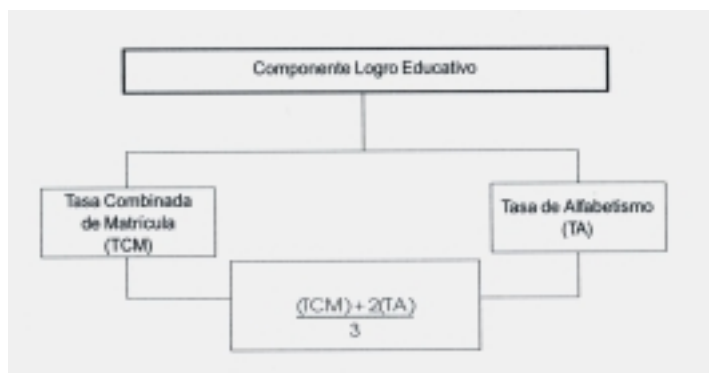 Componente Logro Educativo
Tasa Combinada
de Matrícula
(TCM)
Tasa de Alfabetismo
(TA)
(TCM)+2(TA)
3